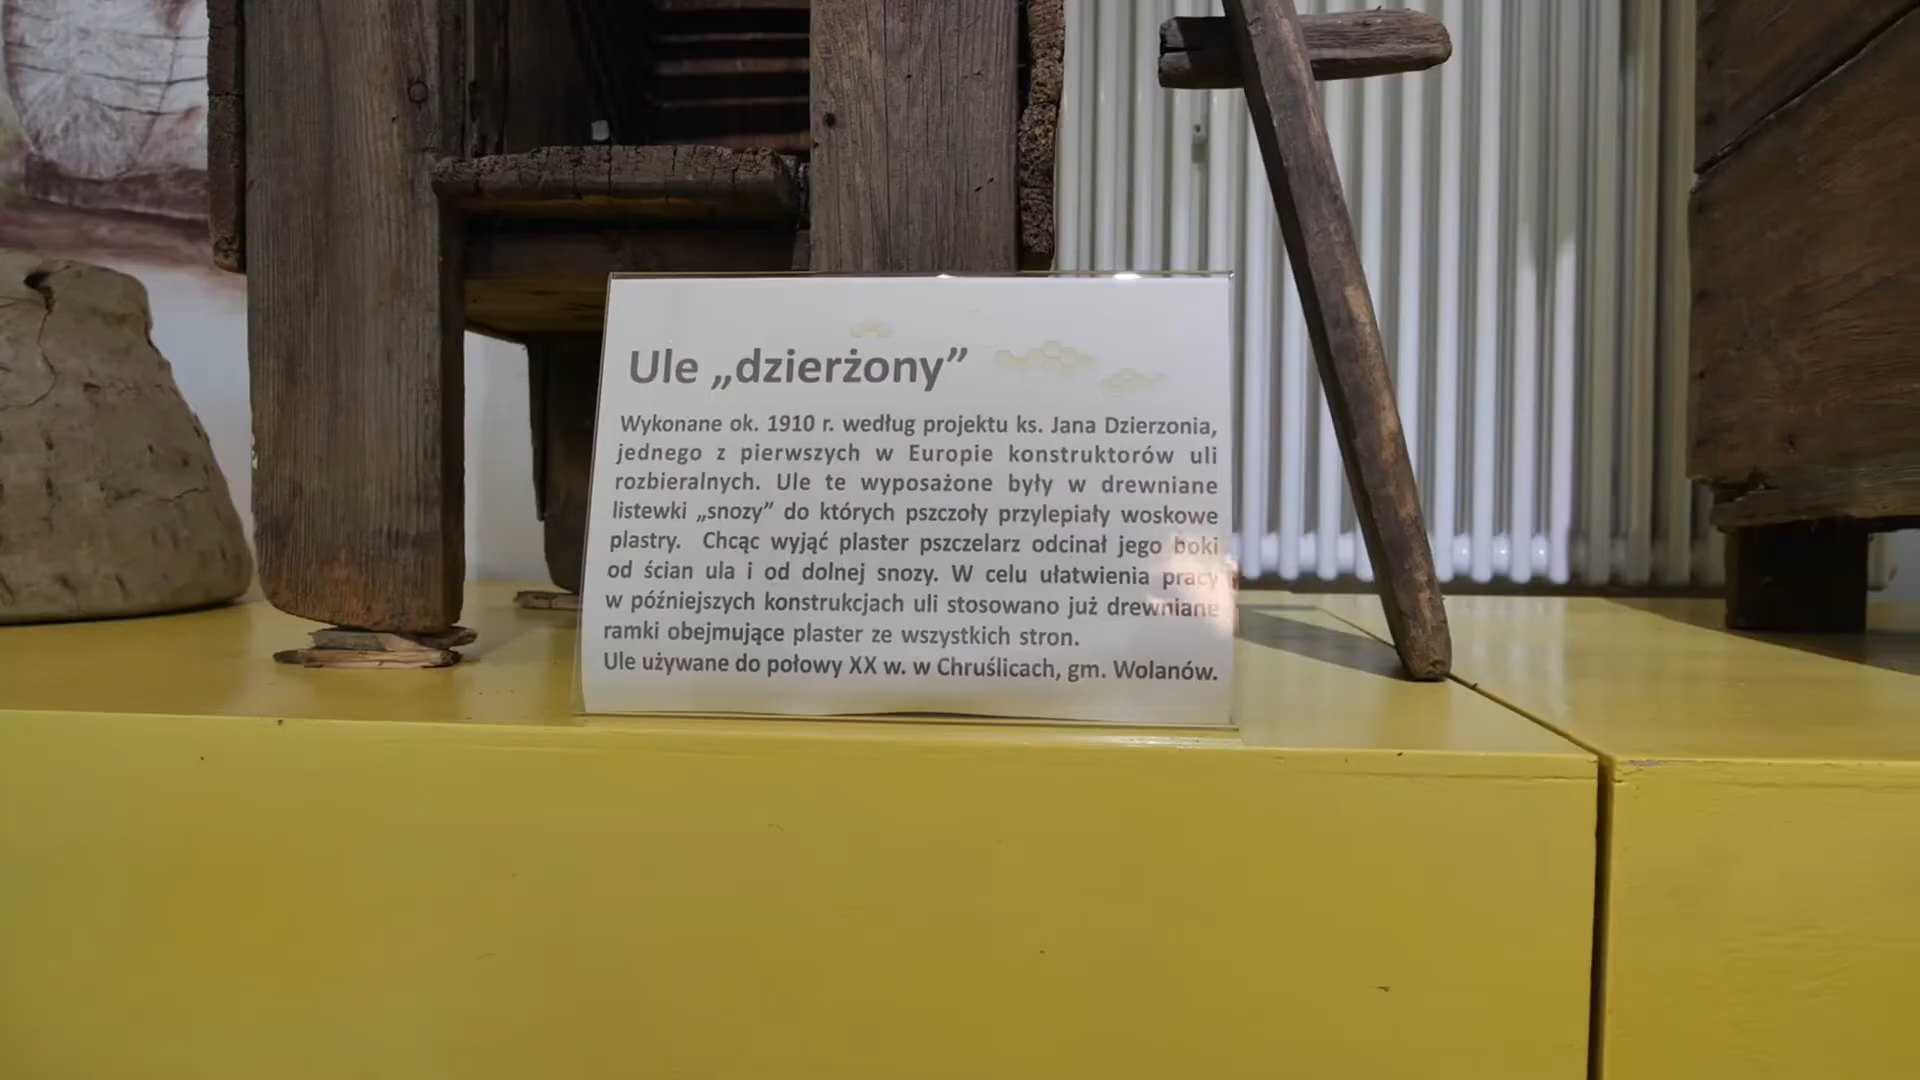 Ule „dzierżony”
Wykonane ok. 1910 r. według projektu ks. Jana Dzierzonia,
jednego z pierwszych w Europie konstruktorów uli
rozbieralnych. Ule te wyposażone były w drewniane
listewki „snozy” do których pszczoły przylepiały woskowe
plastry. Chcąc wyjąć plaster pszczelarz odcinał jego boki
od ścian ula i od dolnej snozy. W celu ułatwienia pracy
w późniejszych konstrukcjach uli stosowano już drewniane
ramki obejmujące plaster ze wszystkich stron.
Ule używane do połowy XX w. w Chruślicach, gm. Wolanów.